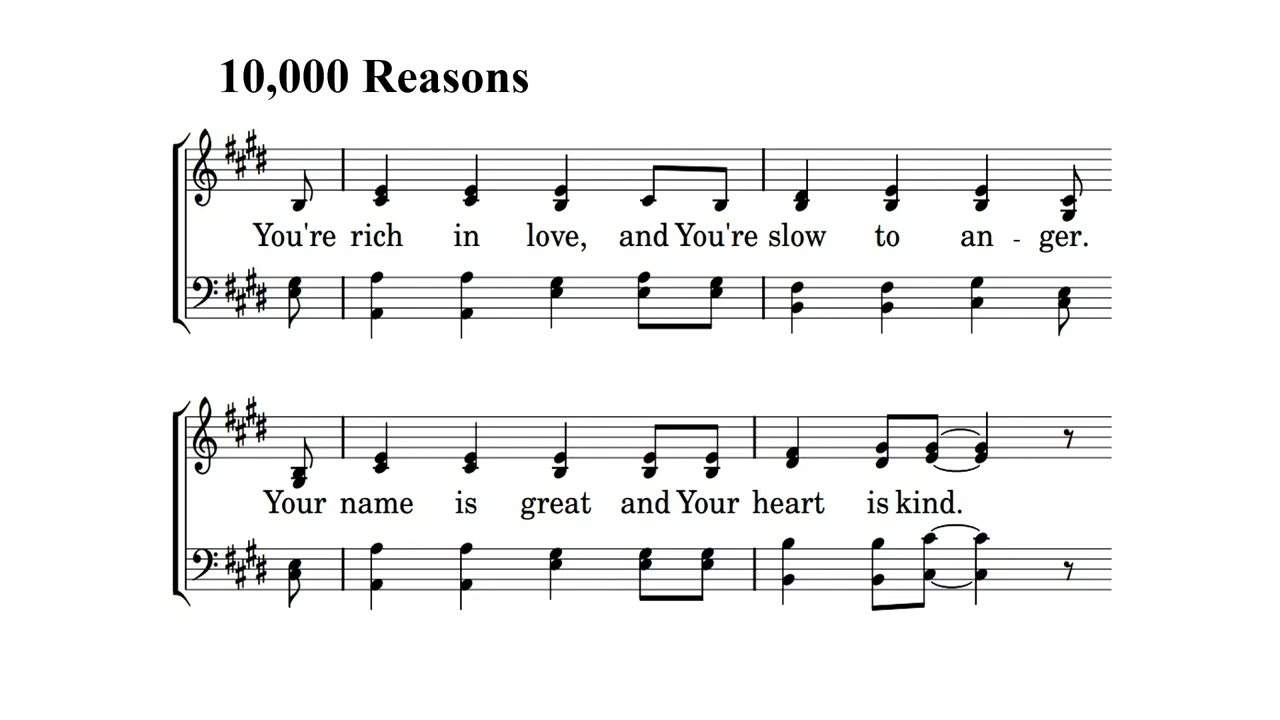 10,000 Reasons
You're rich in love, and You're slow to an - ger.
Your name is great and Your heart is kind.